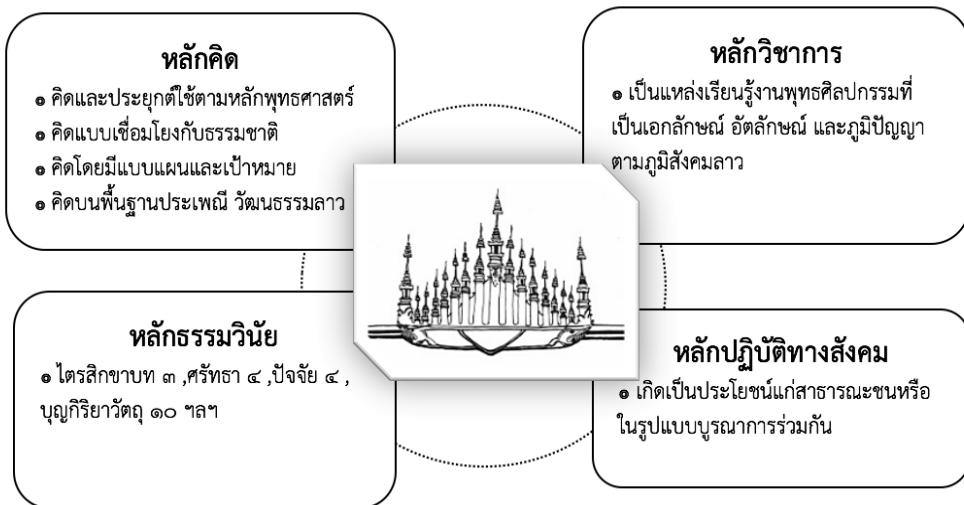 หลักคิด
๏ คิดและประยุกต์ใช้ตามหลักพุทธศาสตร์
๏ คิดแบบเชื่อมโยงกับธรรมชาติ
๏ คิดโดยมีแบบแผนและเป้าหมาย
๏ คิดบนพื้นฐานประเพณี วัฒนธรรมลาว
หลักวิชาการ
๏ เป็นแหล่งเรียนรู้งานพุทธศิลปกรรมที่
เป็นเอกลักษณ์ อัตลักษณ์ และภูมิปัญญา
ตามภูมิสังคมลาว
หลักธรรมวินัย
๏ ไตรสิกขาบท ๓ ,ศรัทธา ๔ ,ปัจจัย ๔ ,
บุญกิริยาวัตถุ ๑๐ ฯลฯ
หลักปฏิบัติทางสังคม
๏ เกิดเป็นประโยชน์แก่สาธารณะชนหรือ
ในรูปแบบบูรณาการร่วมกัน